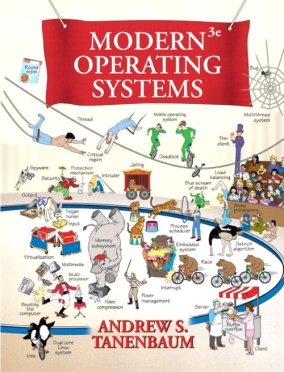 MODERN 3e
OPERATING
SYSTEMS
Round
robin
Bug
Thread
Mobile operating
system
Multithread
system
Thin
client
Critical
region
Deadlock
Spyware
Security
Protection
mechanism
Intruder
Jailing
Load
balancing
Blue screen
of death
Output
Trojan
horse
Input
Process
scheduler
Memory
subsystem
Embedded
system
Ostrich
algorithm
Virtualization
Multimedia
Race
Multi-
processor
Interrupt
Booting the
computer
Video
compression
Power
management
Server
Buffer
overflow
Client
Dual core
Linux
system
Unix
ANDREW S.
TANENBAUM